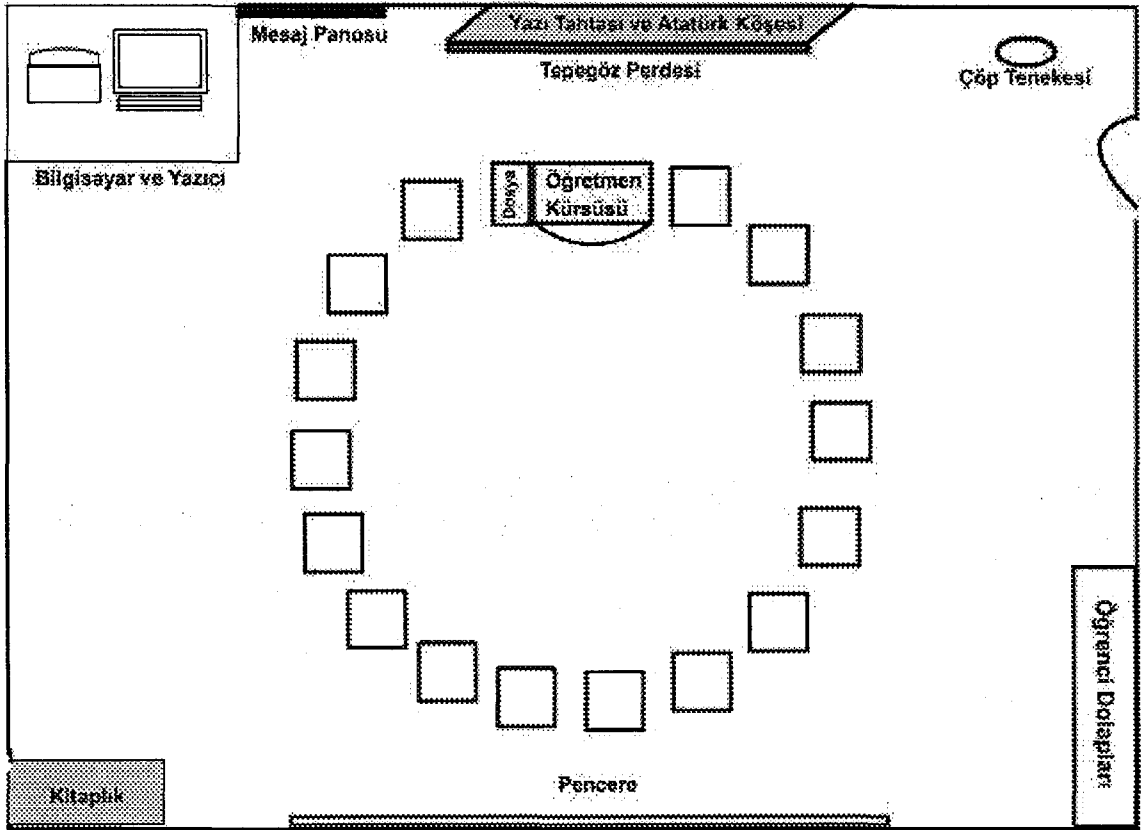 Mesaj Panosu
Yazı Tahtası ve Atatürk Köşesi
Tepegöz Perdesi
Çöp Tenekesi
Bilgisayar ve Yazıcı
Dosya
Öğretmen
Kürsüsü
Öğrenci Dolapları
Pencere
Kitaplık